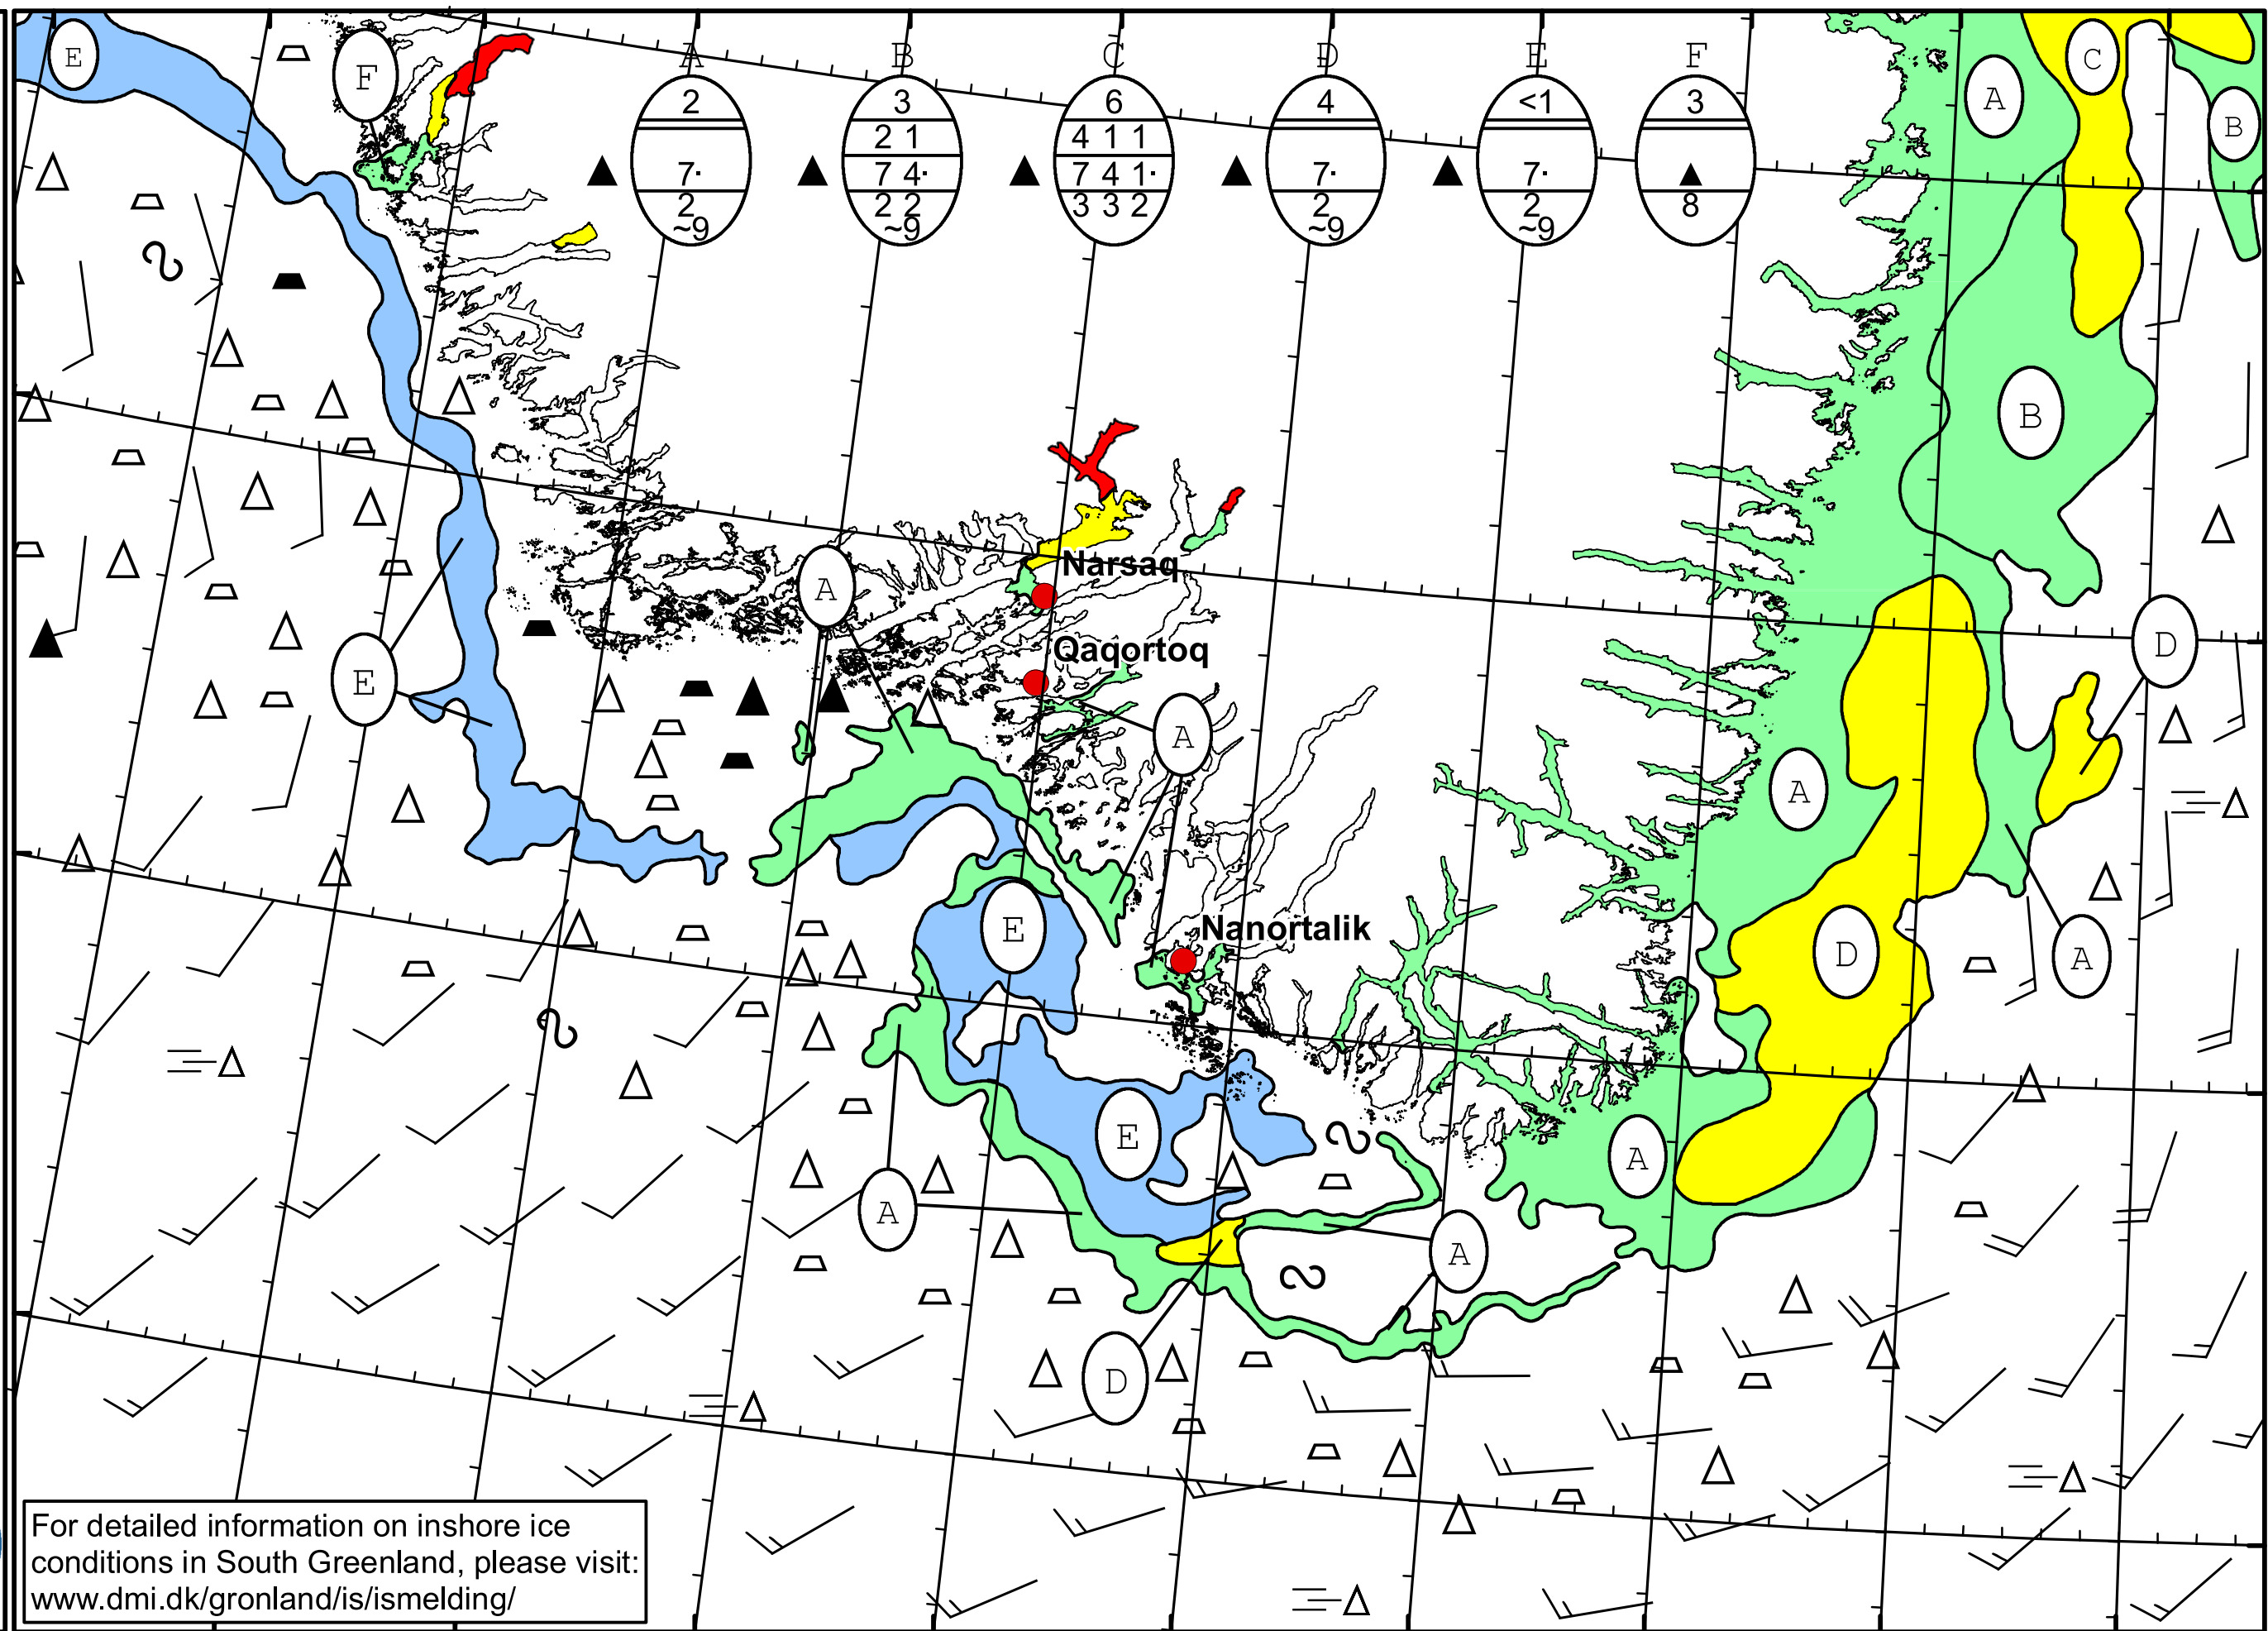 A B C D E F
2 3 6 4 <1 3
2 1 4 1 1
7· 7 4· 7 4 1· 7· 7·
2 2 2 3 3 2 2 2 8
~9 ~9 ~9 ~9
E
F
A
C
B
B
Narsaq
A
Qaqortoq
D
E
A
A
Nanortalik
E
D
A
E
A
A
A
D
For detailed information on inshore ice
conditions in South Greenland, please visit:
www.dmi.dk/gronland/is/ismelding/